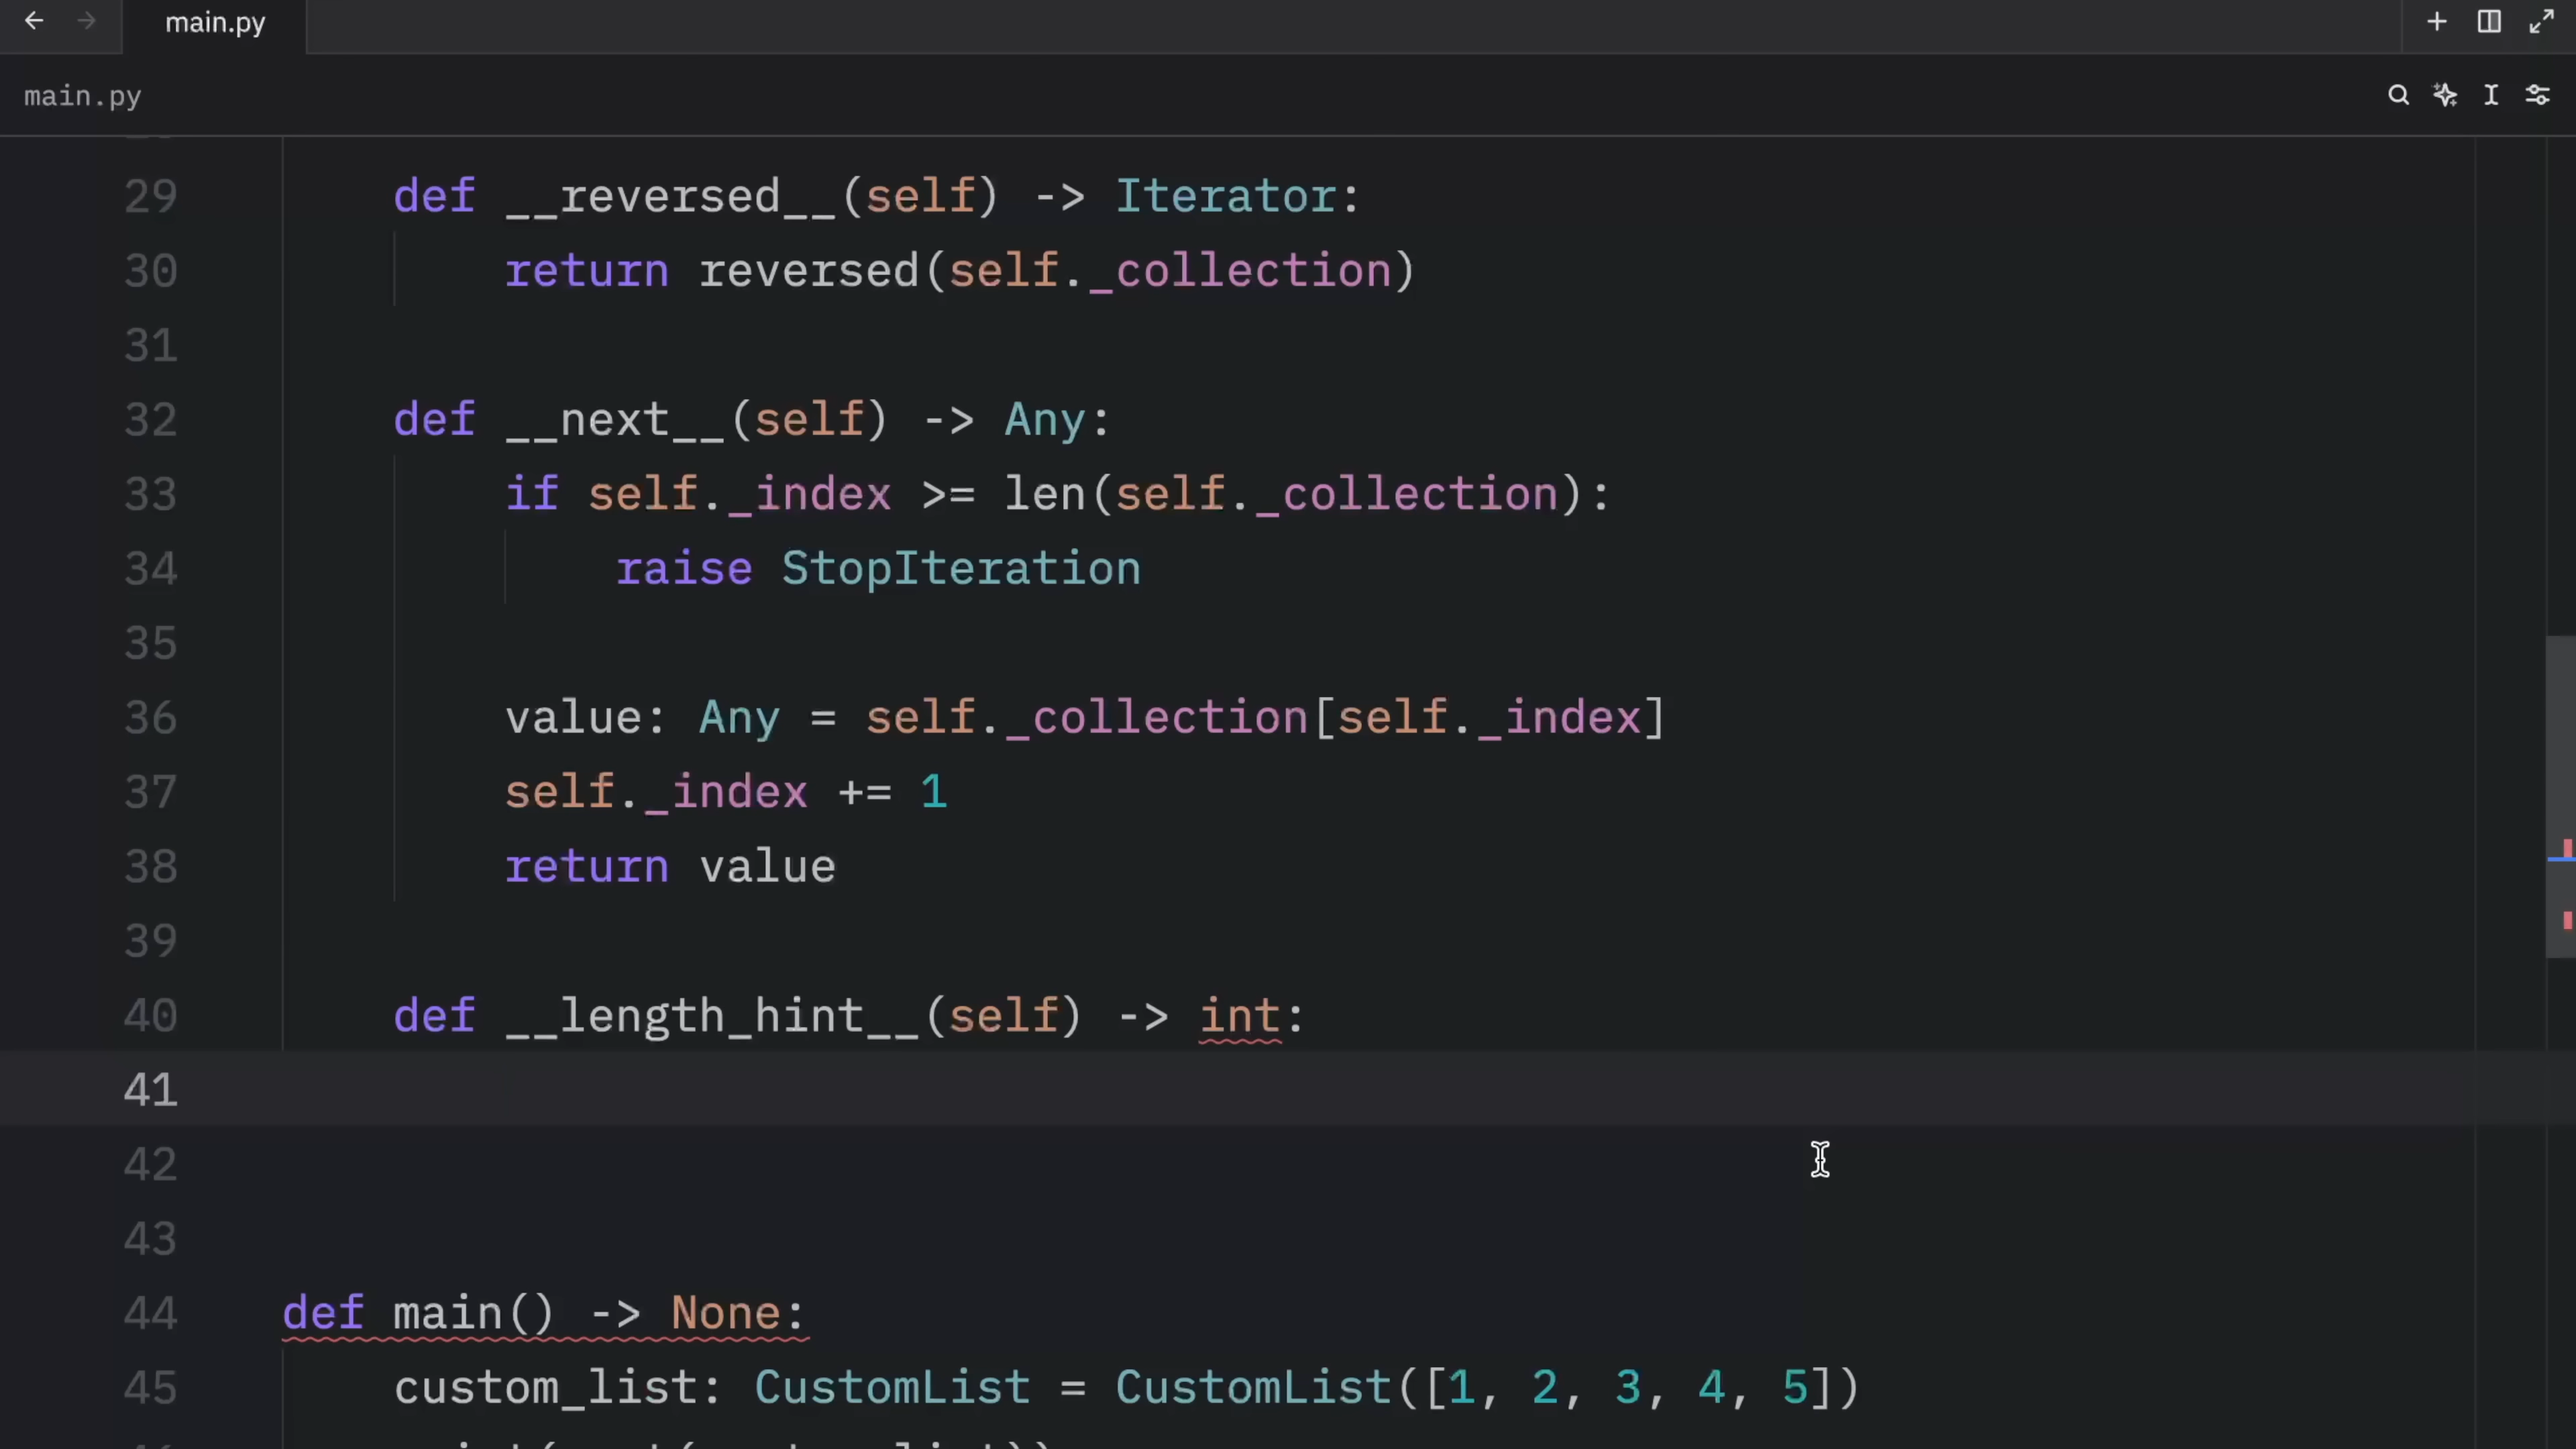 main.py
main.py
29 def __reversed__(self) -> Iterator:
30 return reversed(self._collection)
31
32 def __next__(self) -> Any:
33 if self._index >= len(self._collection):
34 raise StopIteration
35
36 value: Any = self._collection[self._index]
37 self._index += 1
38 return value
39
40 def __length_hint__(self) -> int:
41
42
43
44 def main() -> None:
45 custom_list: CustomList = CustomList([1, 2, 3, 4, 5])